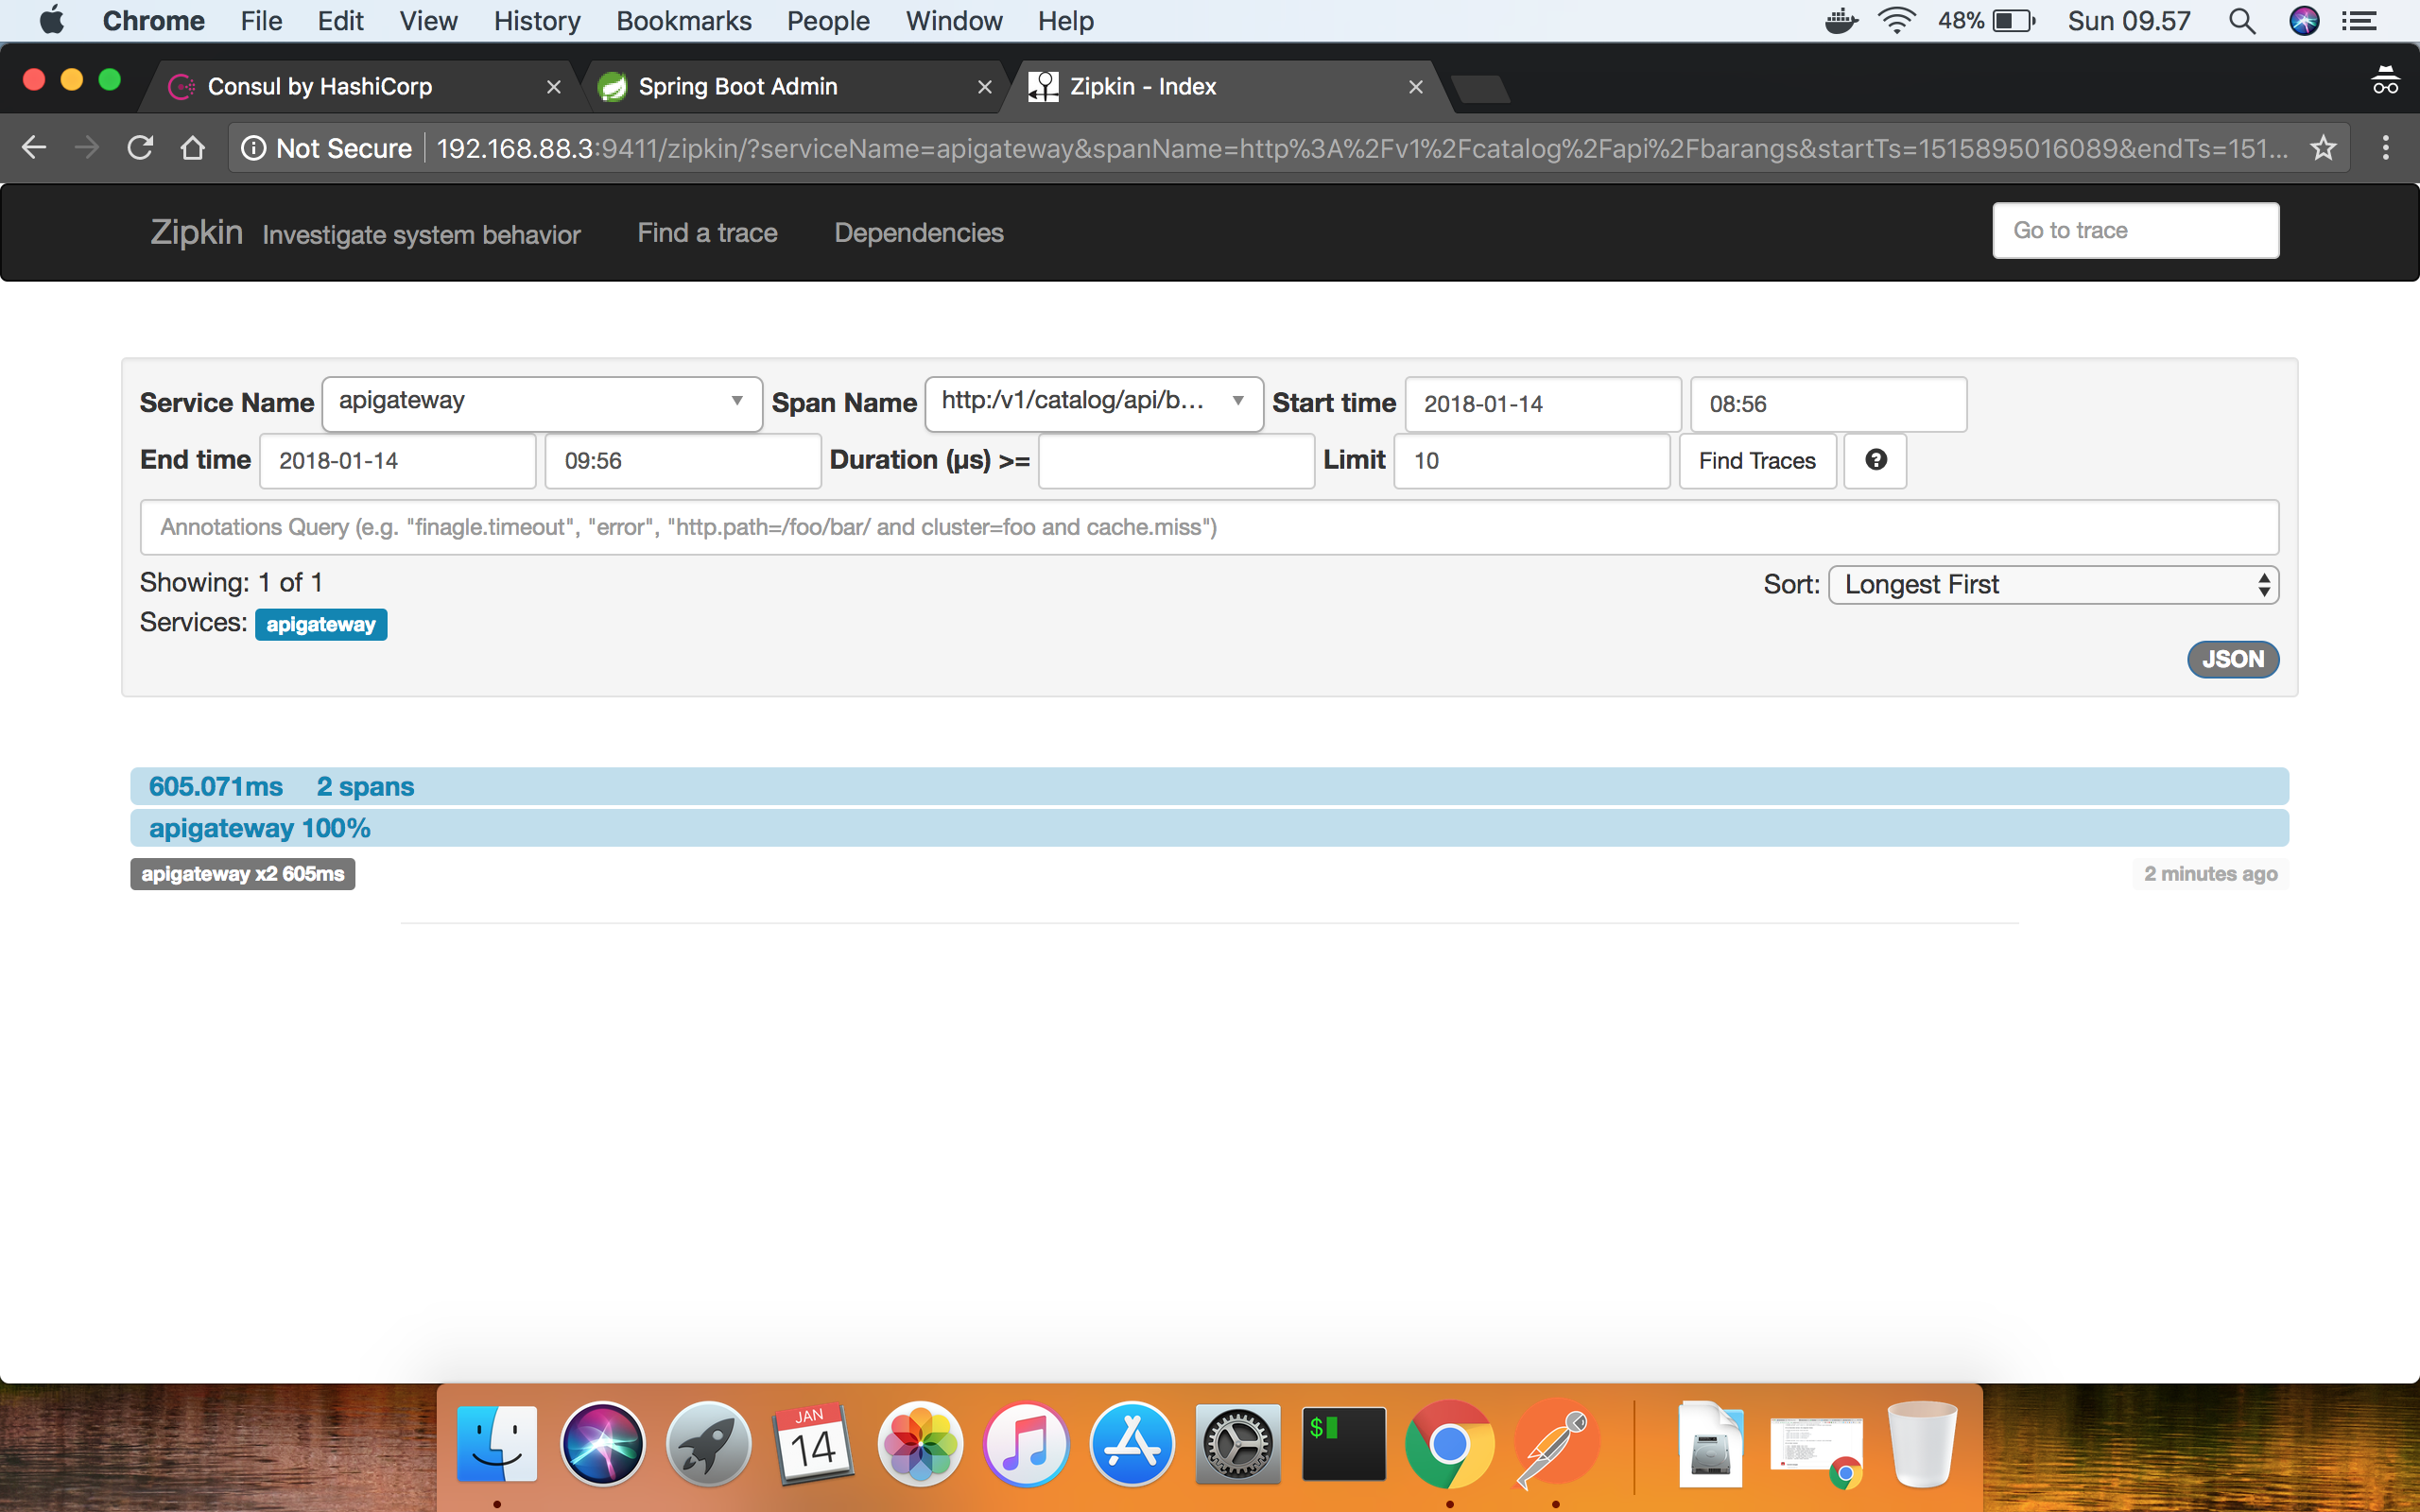 Chrome File Edit View History Bookmarks People Window Help 48% Sun 09.57
Consul by HashiCorp Spring Boot Admin Zipkin - Index
Not Secure 192.168.88.3:9411/zipkin/?serviceName=apigateway&spanName=http%3A%2Fv1%2Fcatalog%2Fapi%2Fbarangs&startTs=1515895016089&endTs=151...
Zipkin Investigate system behavior Find a trace Dependencies Go to trace
Service Name apigateway Span Name http:/v1/catalog/api/b... Start time 2018-01-14 08:56
End time 2018-01-14 09:56 Duration (μs) >= Limit 10 Find Traces ?
Annotations Query (e.g. "finagle.timeout", "error", "http.path=/foo/bar/ and cluster=foo and cache.miss")
Showing: 1 of 1 Sort: Longest First
Services: apigateway
JSON
605.071ms 2 spans
apigateway 100%
apigateway x2 605ms 2 minutes ago
JAN
14
$